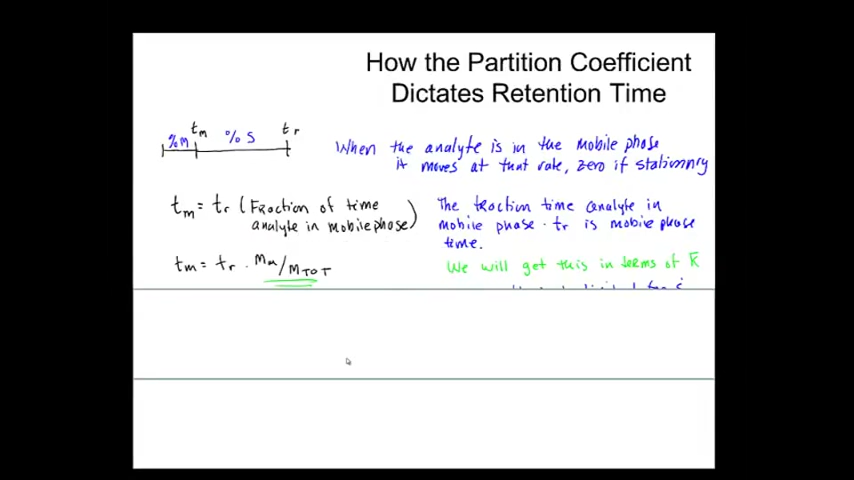 How the Partition Coefficient
Dictates Retention Time
%M tm %S tr
When the analyte is in the mobile phase
it moves at that rate, zero if stationary
tm = tr (Fraction of time
analyte in mobile phase)
The fraction time analyte in
mobile phase · tr is mobile phase
time.
tm = tr · Mm/MTOT
We will get this in terms of K